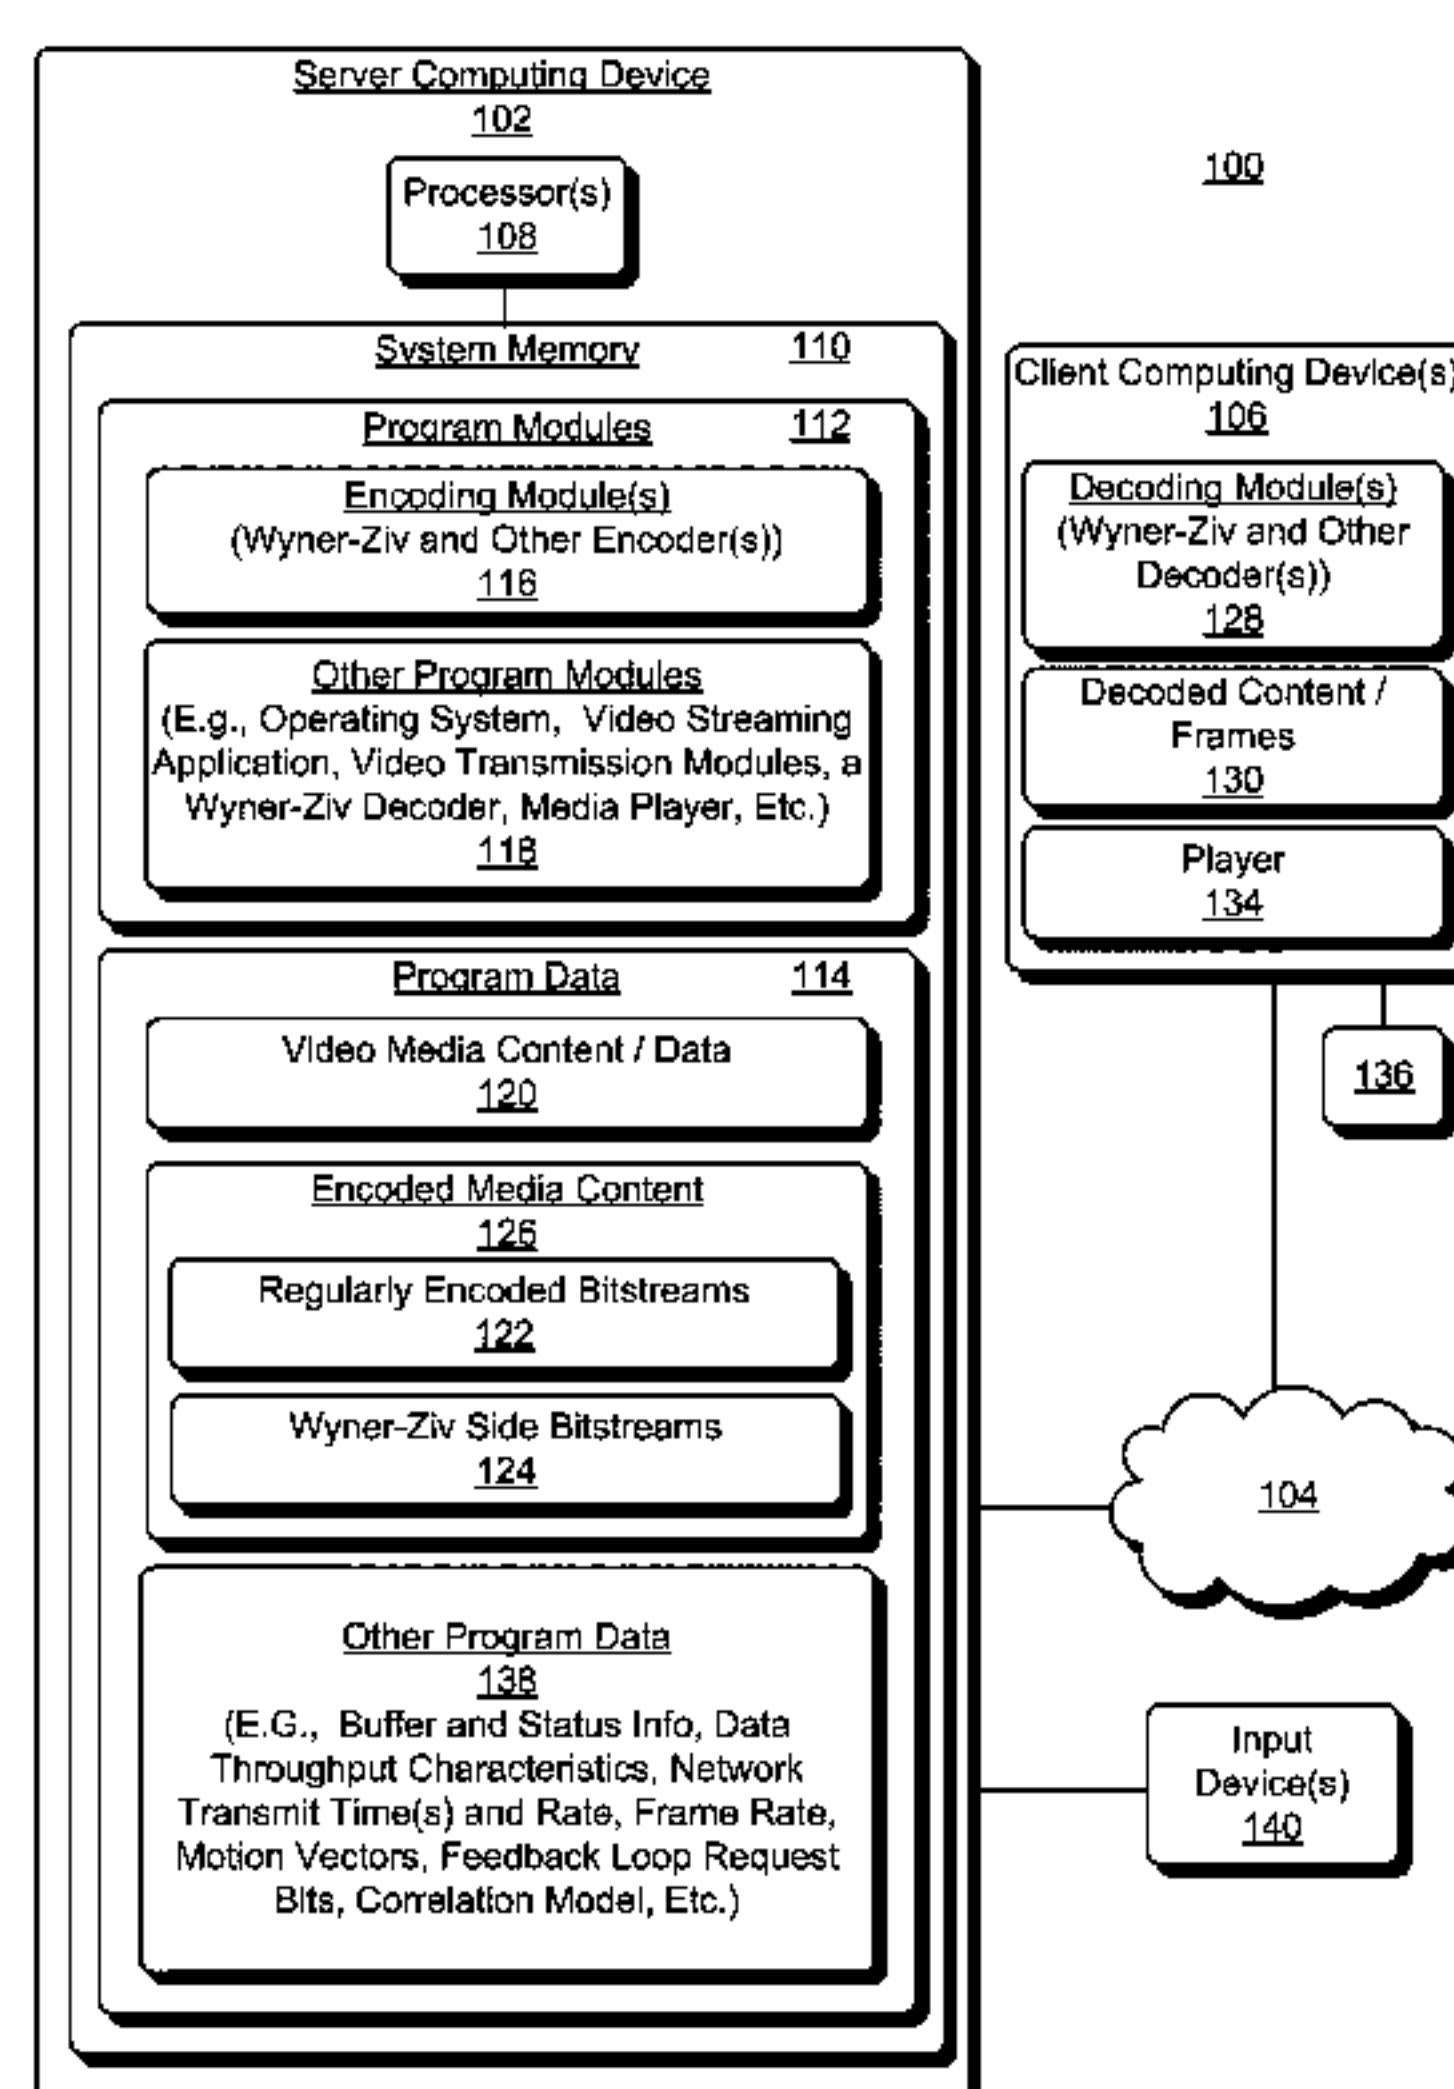 Server Computing Device
102
Processor(s)
108
System Memory 110
Program Modules 112
Encoding Module(s)
(Wyner-Ziv and Other Encoder(s))
116
Other Program Modules
(E.g., Operating System, Video Streaming
Application, Video Transmission Modules, a
Wyner-Ziv Decoder, Media Player, Etc.)
118
Program Data 114
Video Media Content / Data
120
Encoded Media Content
126
Regularly Encoded Bitstreams
122
Wyner-Ziv Side Bitstreams
124
Other Program Data
138
(E.G., Buffer and Status Info, Data
Throughput Characteristics, Network
Transmit Time(s) and Rate, Frame Rate,
Motion Vectors, Feedback Loop Request
Bits, Correlation Model, Etc.)
100
Client Computing Device(s)
106
Decoding Module(s)
(Wyner-Ziv and Other
Decoder(s))
128
Decoded Content /
Frames
130
Player
134
136
104
Input
Device(s)
140